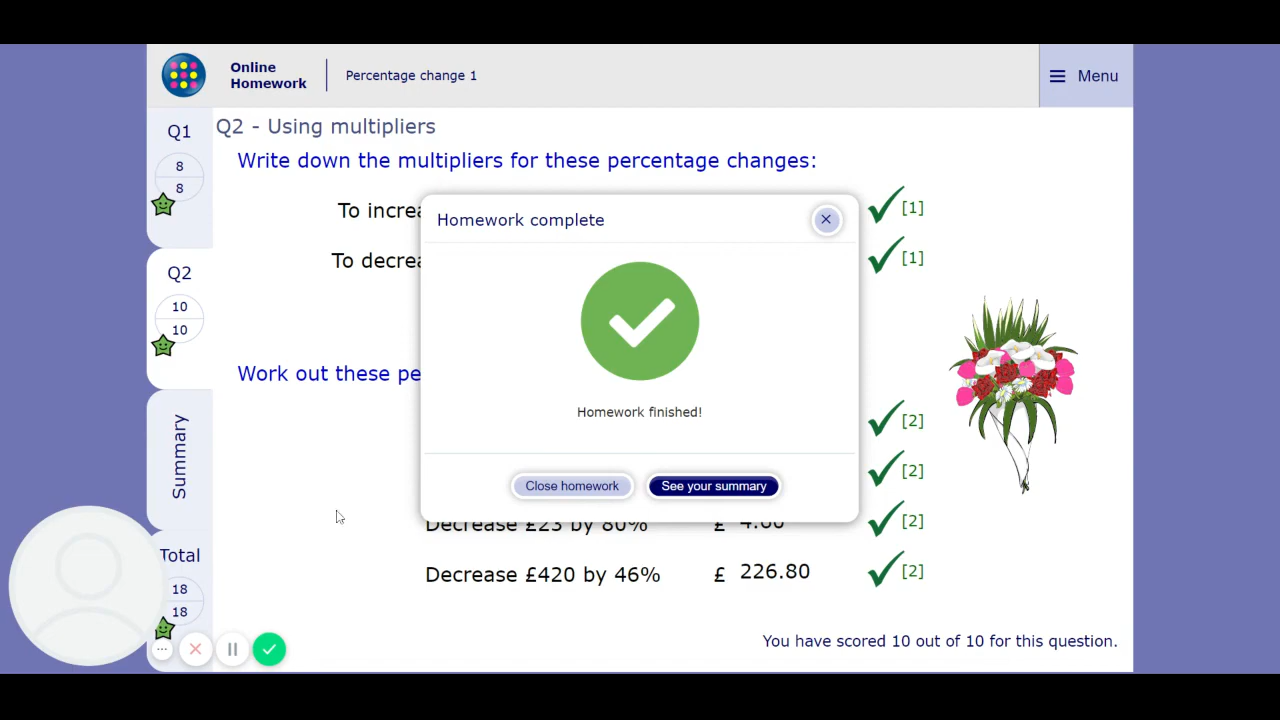 Online
Homework
Percentage change 1
Menu
Q1
8
8
Q2
10
10
Summary
Total
18
18
Q2 - Using multipliers
Write down the multipliers for these percentage changes:
To increa
[1]
To decrea
[1]
Work out these pe
[2]
[2]
Decrease £23 by 80% £ 4.60 [2]
Decrease £420 by 46% £ 226.80 [2]
You have scored 10 out of 10 for this question.
Homework complete
Homework finished!
Close homework
See your summary